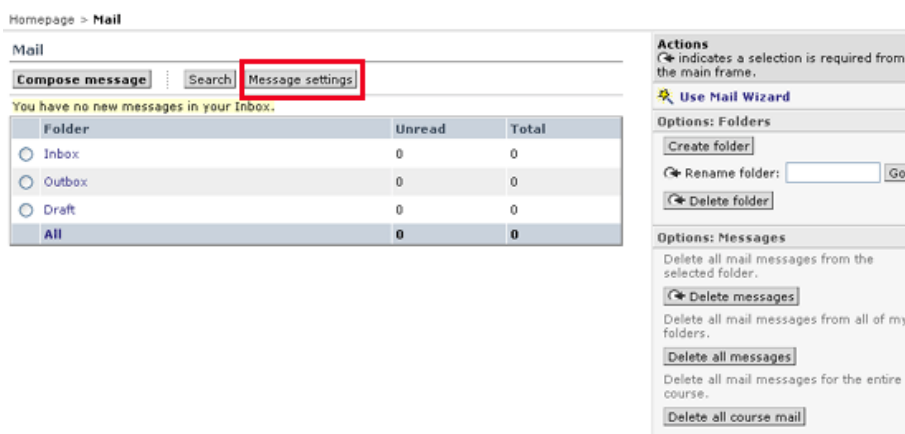 Homepage > Mail
Mail
Compose message Search Message settings
You have no new messages in your Inbox.
Folder Unread Total
Inbox 0 0
Outbox 0 0
Draft 0 0
All 0 0
Actions
indicates a selection is required from
the main frame.
Use Mail Wizard
Options: Folders
Create folder
Rename folder: Go
Delete folder
Options: Messages
Delete all mail messages from the
selected folder.
Delete messages
Delete all mail messages from all of my
folders.
Delete all messages
Delete all mail messages for the entire
course.
Delete all course mail